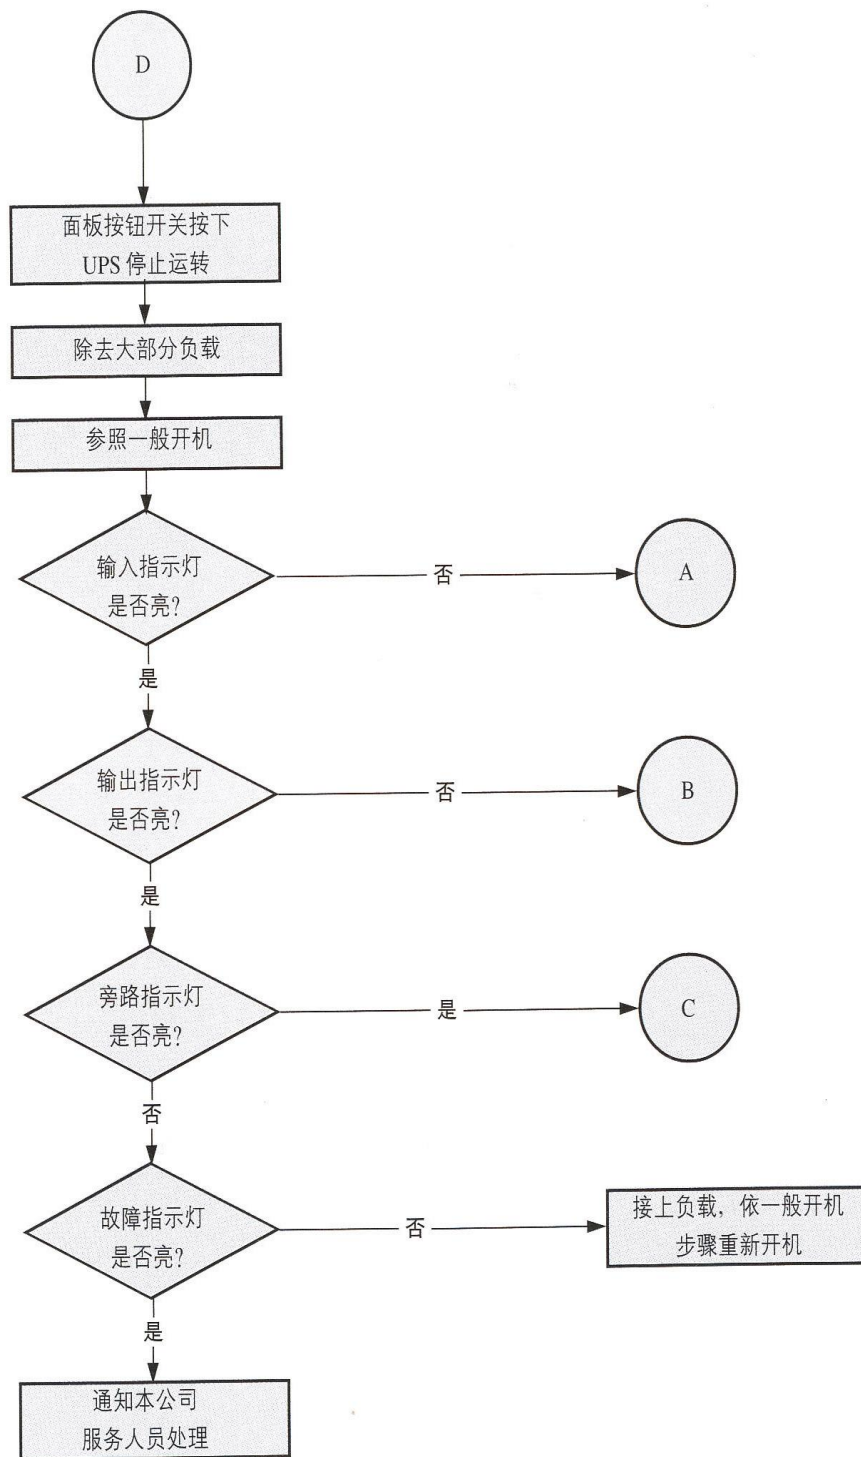 D
面板按钮开关按下
UPS 停止运转
除去大部分负载
参照一般开机
输入指示灯
是否亮?
否
A
是
输出指示灯
是否亮?
否
B
是
旁路指示灯
是否亮?
是
C
否
故障指示灯
是否亮?
否
接上负载，依一般开机
步骤重新开机
是
通知本公司
服务人员处理